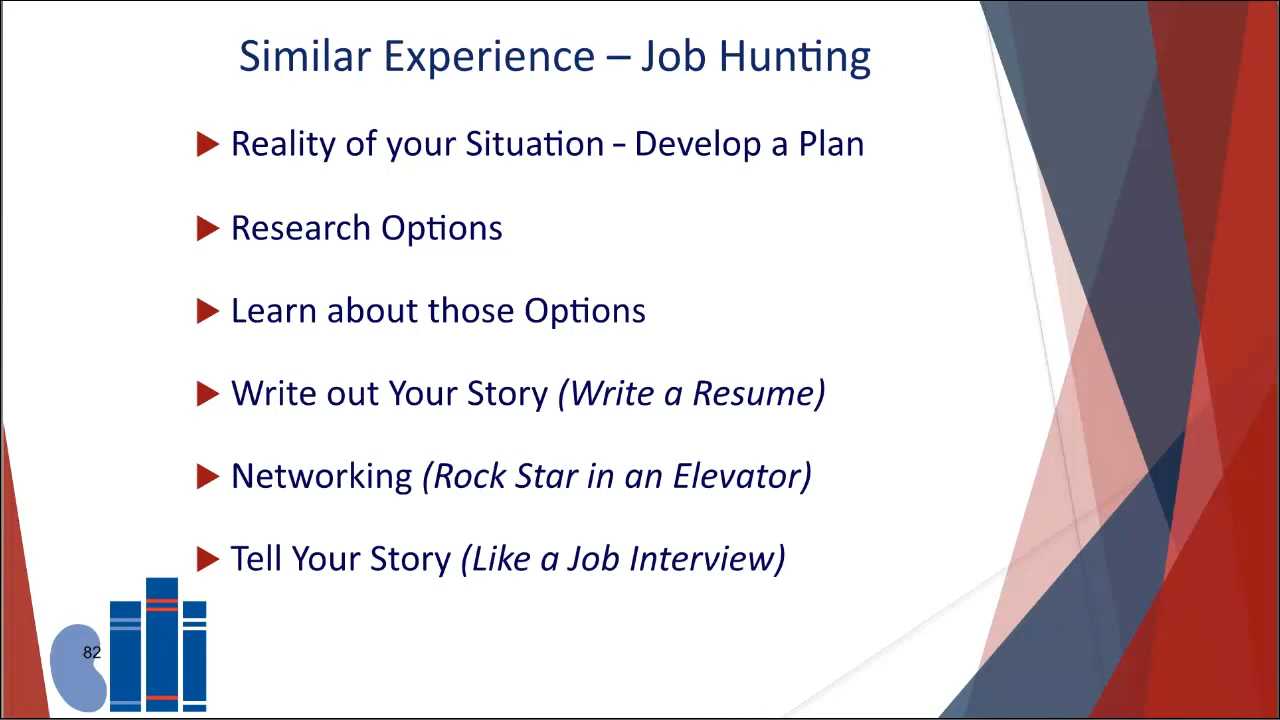 Similar Experience – Job Hunting
Reality of your Situation – Develop a Plan
Research Options
Learn about those Options
Write out Your Story (Write a Resume)
Networking (Rock Star in an Elevator)
Tell Your Story (Like a Job Interview)
82